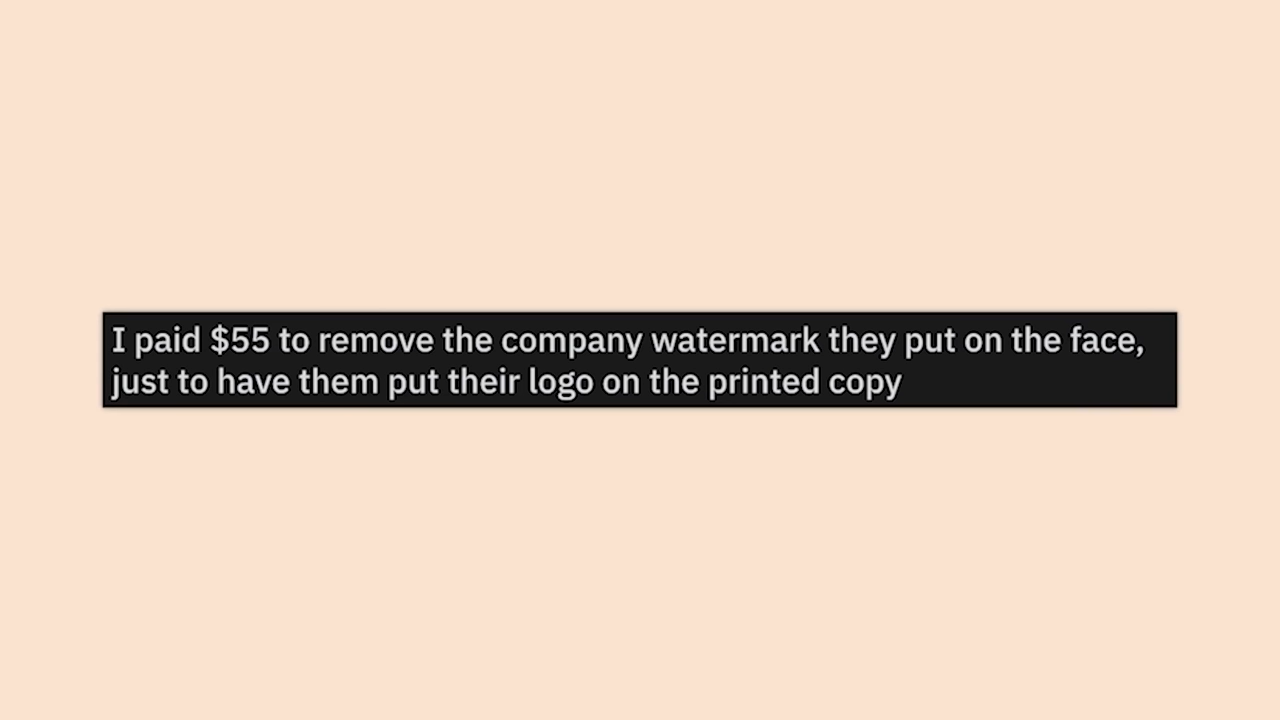 I paid $55 to remove the company watermark they put on the face,
just to have them put their logo on the printed copy